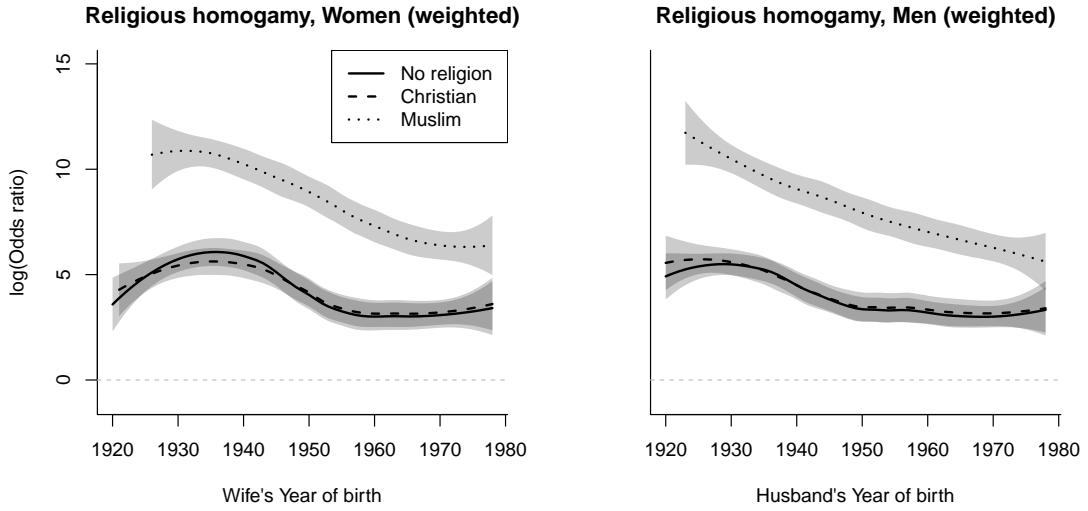 Religious homogamy, Women (weighted)
log(Odds ratio)
15
10
5
0
No religion
Christian
Muslim
1920 1930 1940 1950 1960 1970 1980
Wife's Year of birth
Religious homogamy, Men (weighted)
1920 1930 1940 1950 1960 1970 1980
Husband's Year of birth